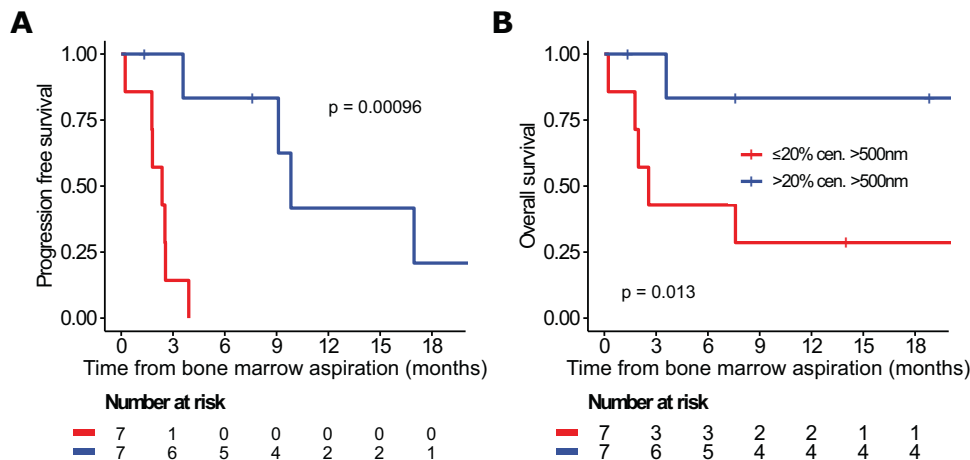 A
Progression free survival
1.00
0.75
0.50
0.25
0.00
p = 0.00096
0 3 6 9 12 15 18
Time from bone marrow aspiration (months)
Number at risk
7 1 0 0 0 0 0
7 6 5 4 2 2 1
B
Overall survival
1.00
0.75
0.50
0.25
0.00
≤20% cen. >500nm
>20% cen. >500nm
p = 0.013
0 3 6 9 12 15 18
Time from bone marrow aspiration (months)
Number at risk
7 3 3 2 2 1 1
7 6 5 4 4 4 4